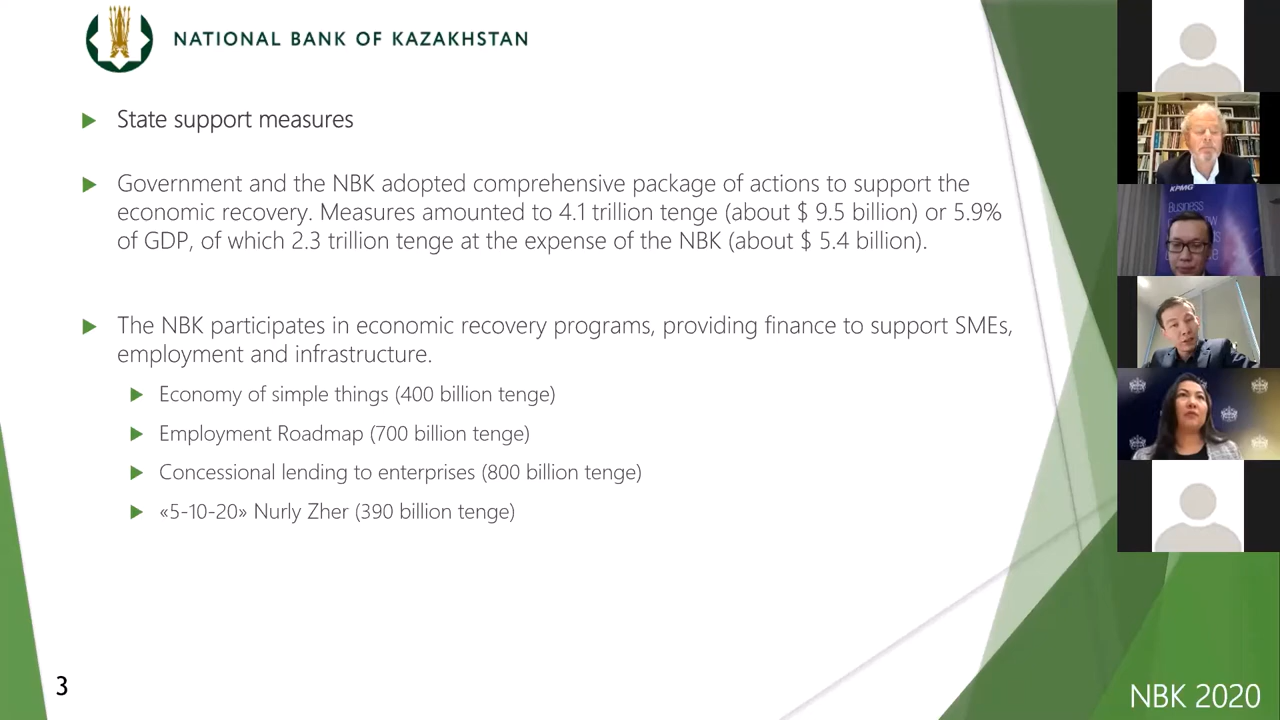 NATIONAL BANK OF KAZAKHSTAN
State support measures
Government and the NBK adopted comprehensive package of actions to support the
economic recovery. Measures amounted to 4.1 trillion tenge (about $ 9.5 billion) or 5.9%
of GDP, of which 2.3 trillion tenge at the expense of the NBK (about $ 5.4 billion).
The NBK participates in economic recovery programs, providing finance to support SMEs,
employment and infrastructure.
Economy of simple things (400 billion tenge)
Employment Roadmap (700 billion tenge)
Concessional lending to enterprises (800 billion tenge)
«5-10-20» Nurly Zher (390 billion tenge)
3
NBK 2020
KPMG
Business